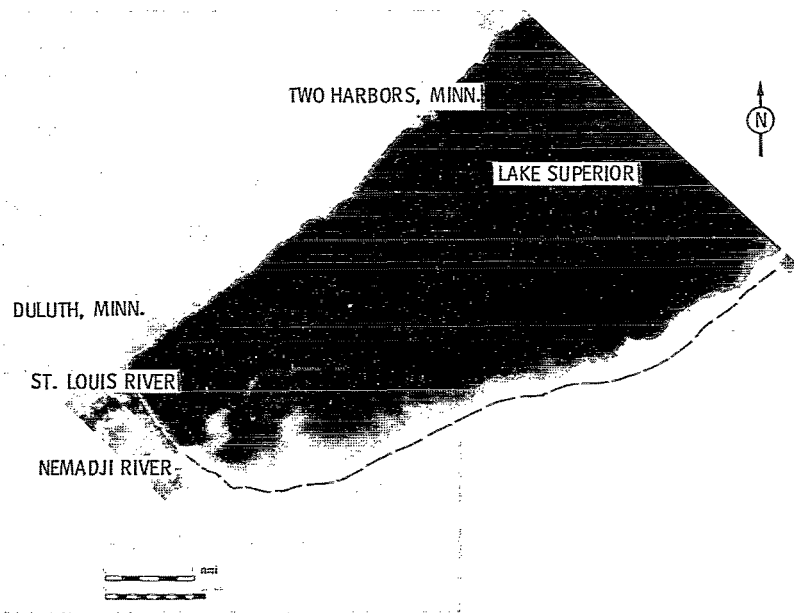 TWO HARBORS, MINN.
N
LAKE SUPERIOR
DULUTH, MINN.
ST. LOUIS RIVER
NEMADJI RIVER